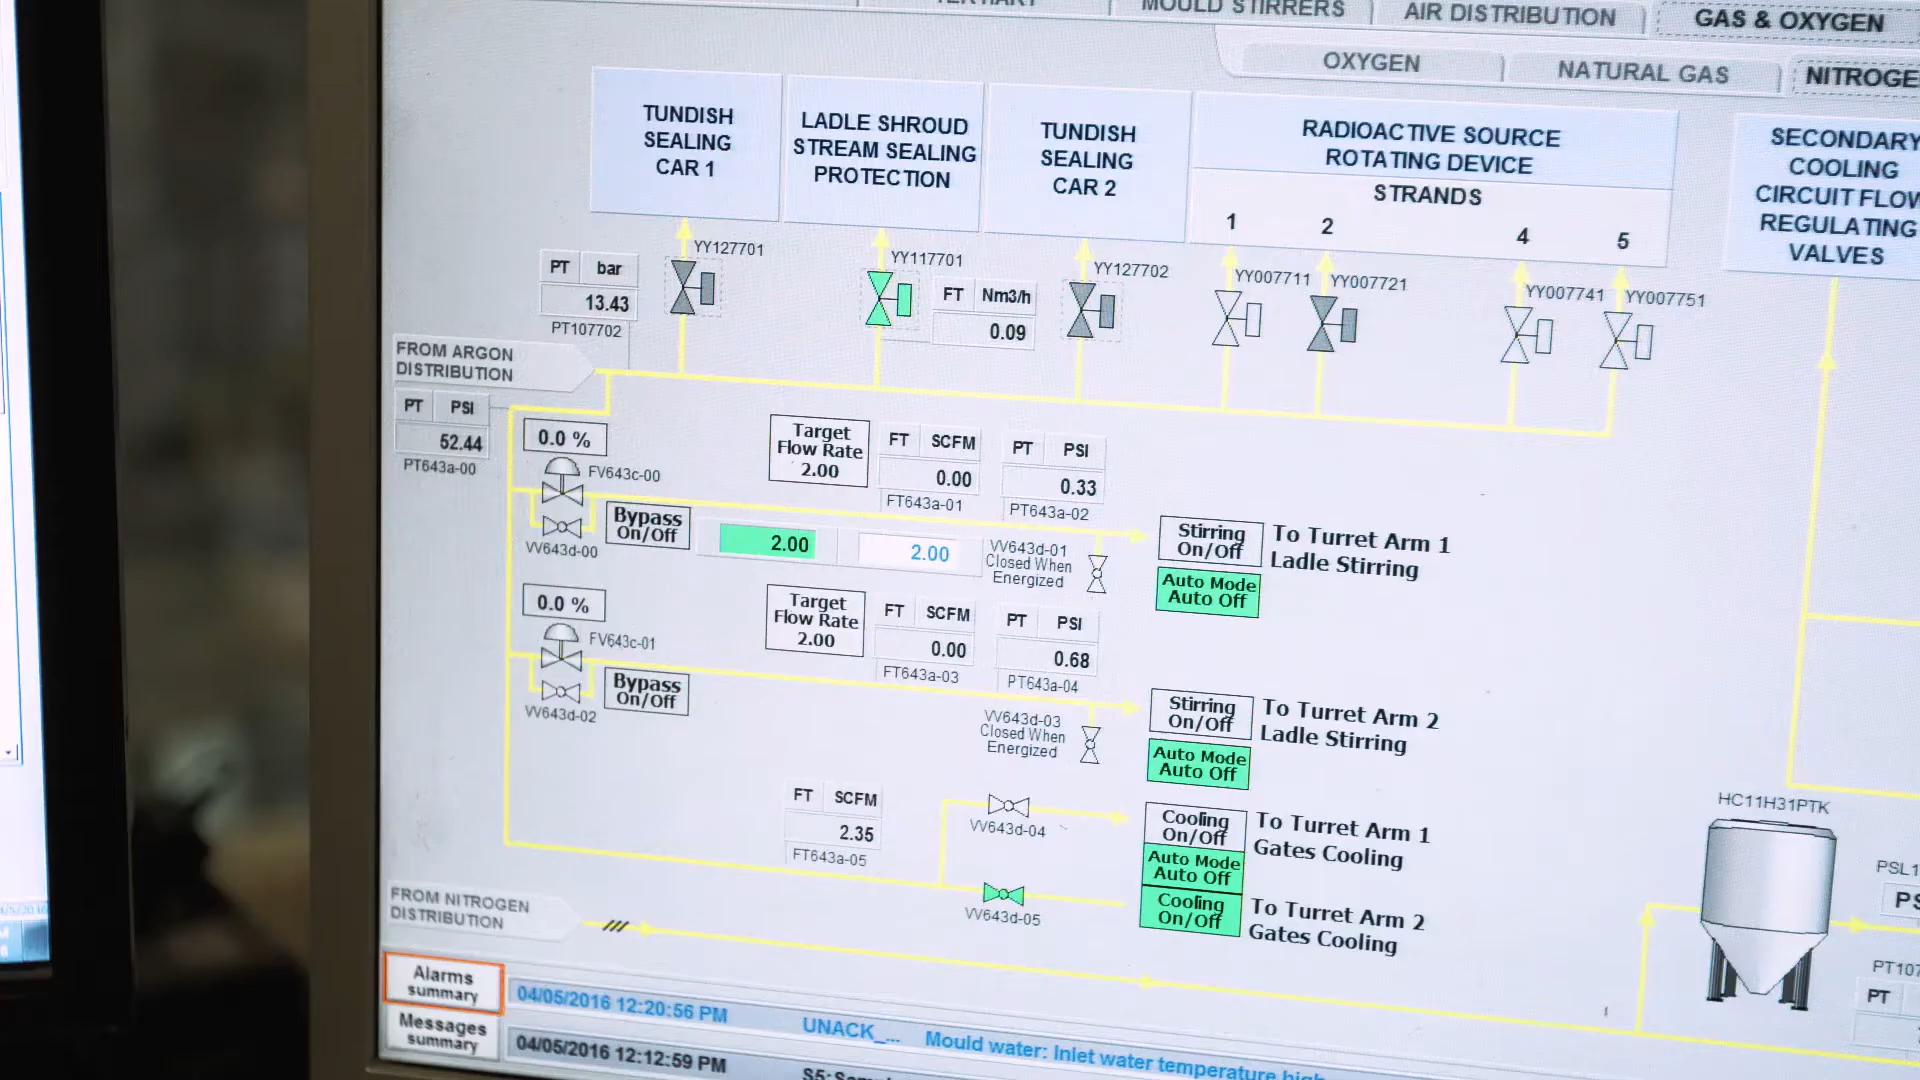 MOULD STIRRERS
AIR DISTRIBUTION
GAS & OXYGEN
OXYGEN
NATURAL GAS
TUNDISH
SEALING
CAR 1
LADLE SHROUD
STREAM SEALING
PROTECTION
TUNDISH
SEALING
CAR 2
RADIOACTIVE SOURCE
ROTATING DEVICE
STRANDS
1 2 4 5
SECONDARY
COOLING
CIRCUIT FLOW
REGULATING
VALVES
YY127701
YY117701
YY127702
YY007711
YY007721
YY007741
YY007751
PT bar
13.43
PT107702
FT Nm3/h
0.09
FROM ARGON
DISTRIBUTION
PT PSI
52.44
PT643a-00
0.0 %
FV643c-00
Target
Flow Rate
2.00
FT SCFM
0.00
FT643a-01
PT PSI
0.33
PT643a-02
Bypass
On/Off
VV643d-00
2.00
2.00
VV643d-01
Closed When
Energized
Stirring
On/Off
To Turret Arm 1
Ladle Stirring
Auto Mode
Auto Off
0.0 %
FV643c-01
Target
Flow Rate
2.00
FT SCFM
0.00
FT643a-03
PT PSI
0.68
PT643a-04
Bypass
On/Off
VV643d-02
VV643d-03
Closed When
Energized
Stirring
On/Off
To Turret Arm 2
Ladle Stirring
Auto Mode
Auto Off
FT SCFM
2.35
FT643a-05
VV643d-04
Cooling
On/Off
To Turret Arm 1
Gates Cooling
Auto Mode
Auto Off
VV643d-05
Cooling
On/Off
To Turret Arm 2
Gates Cooling
HC11H31PTK
PT
FROM NITROGEN
DISTRIBUTION
Alarms
summary
04/05/2016 12:20:56 PM UNACK_... Mould water: Inlet water temperature high
Messages
summary
04/05/2016 12:12:59 PM